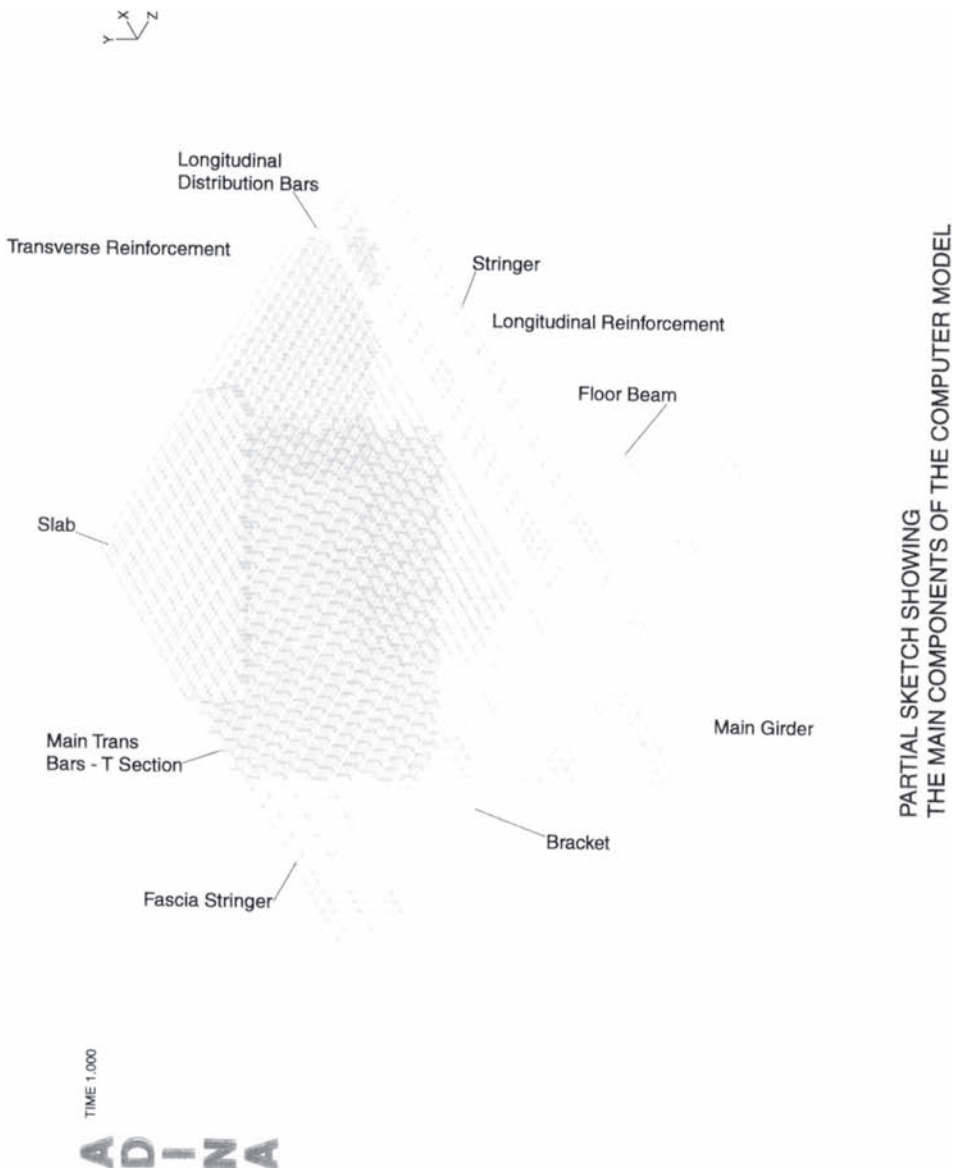 Y
X
Z
Longitudinal
Distribution Bars
Transverse Reinforcement
Stringer
Longitudinal Reinforcement
Floor Beam
Slab
Main Girder
Main Trans
Bars - T Section
Bracket
Fascia Stringer
PARTIAL SKETCH SHOWING
THE MAIN COMPONENTS OF THE COMPUTER MODEL
TIME 1.000
ADINA